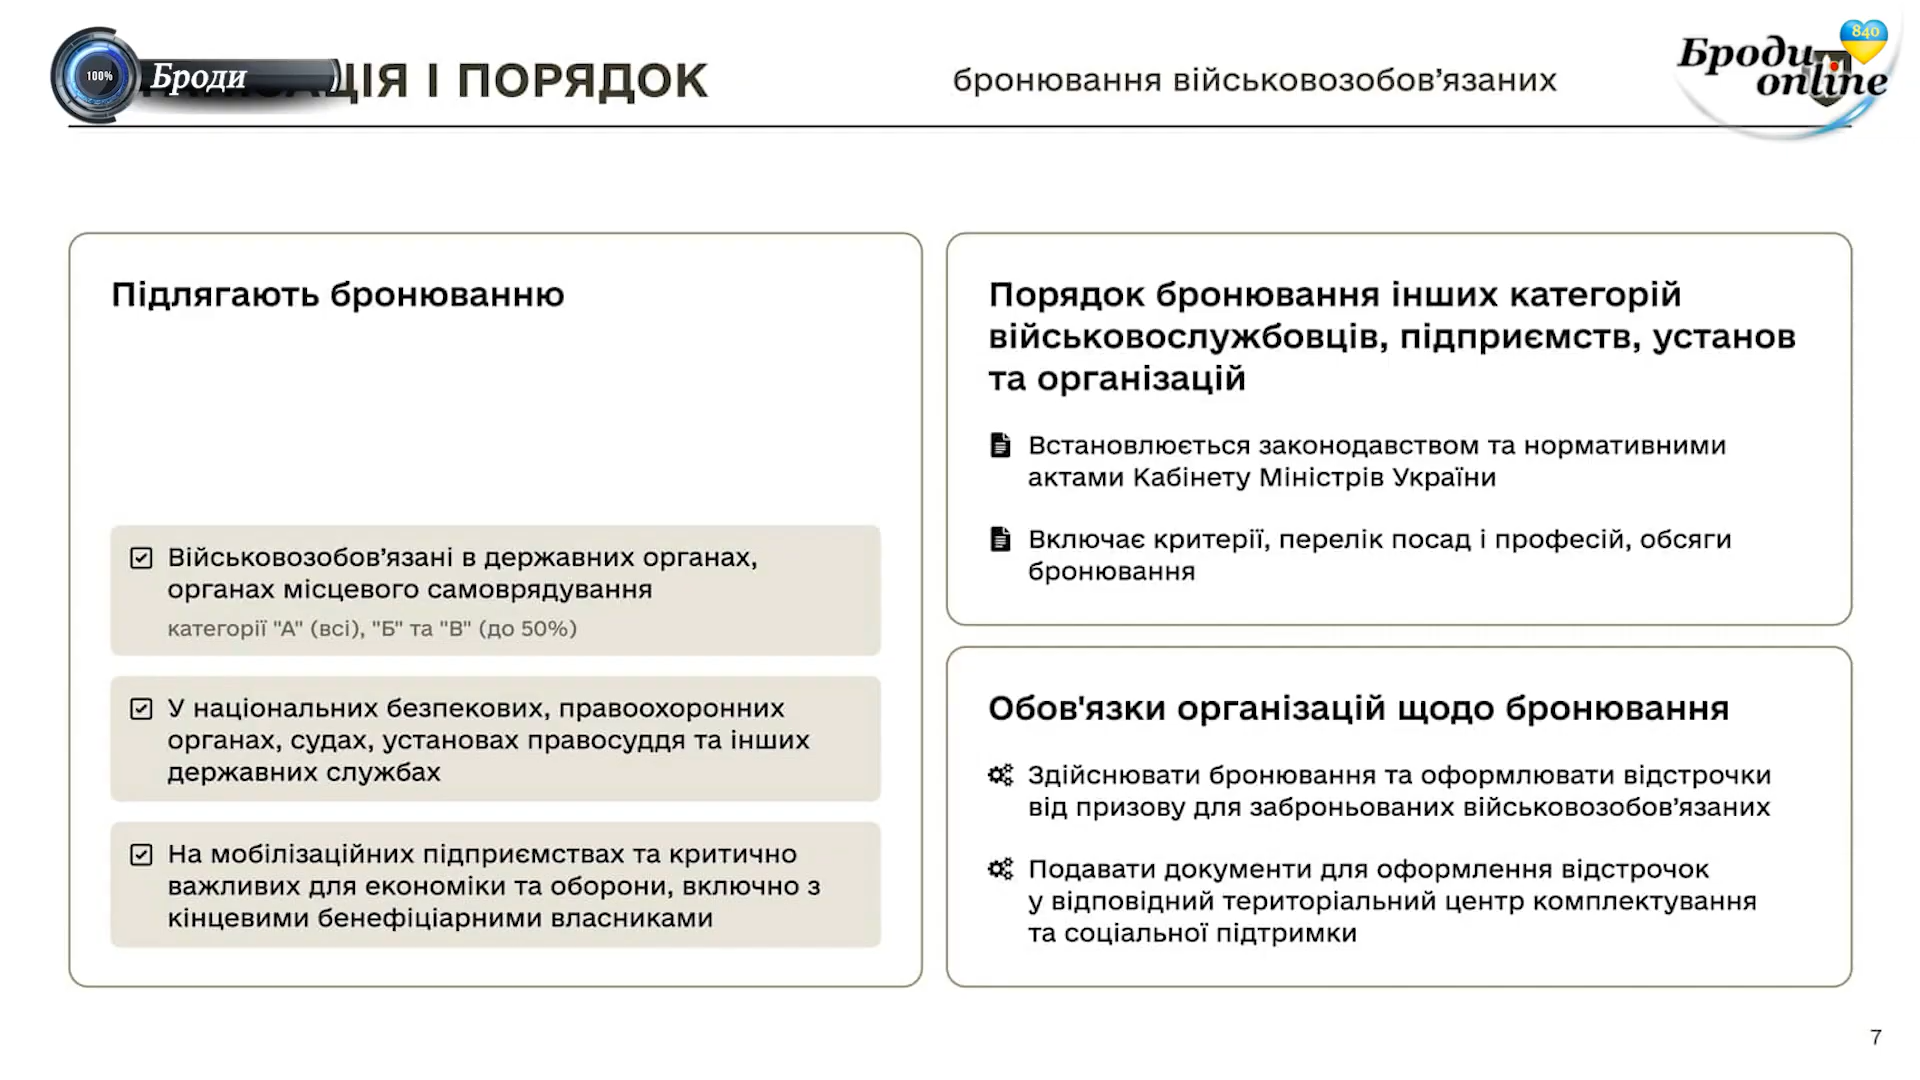 100%
Броди
ЦІЯ І ПОРЯДОК
бронювання військовозобов’язаних
840
Броди
online
Підлягають бронюванню
Військовозобов’язані в державних органах,
органах місцевого самоврядування
категорії "А" (всі), "Б" та "В" (до 50%)
У національних безпекових, правоохоронних
органах, судах, установах правосуддя та інших
державних службах
На мобілізаційних підприємствах та критично
важливих для економіки та оборони, включно з
кінцевими бенефіціарними власниками
Порядок бронювання інших категорій
військовослужбовців, підприємств, установ
та організацій
Встановлюється законодавством та нормативними
актами Кабінету Міністрів України
Включає критерії, перелік посад і професій, обсяги
бронювання
Обов'язки організацій щодо бронювання
Здійснювати бронювання та оформлювати відстрочки
від призову для заброньованих військовозобов’язаних
Подавати документи для оформлення відстрочок
у відповідний територіальний центр комплектування
та соціальної підтримки
7